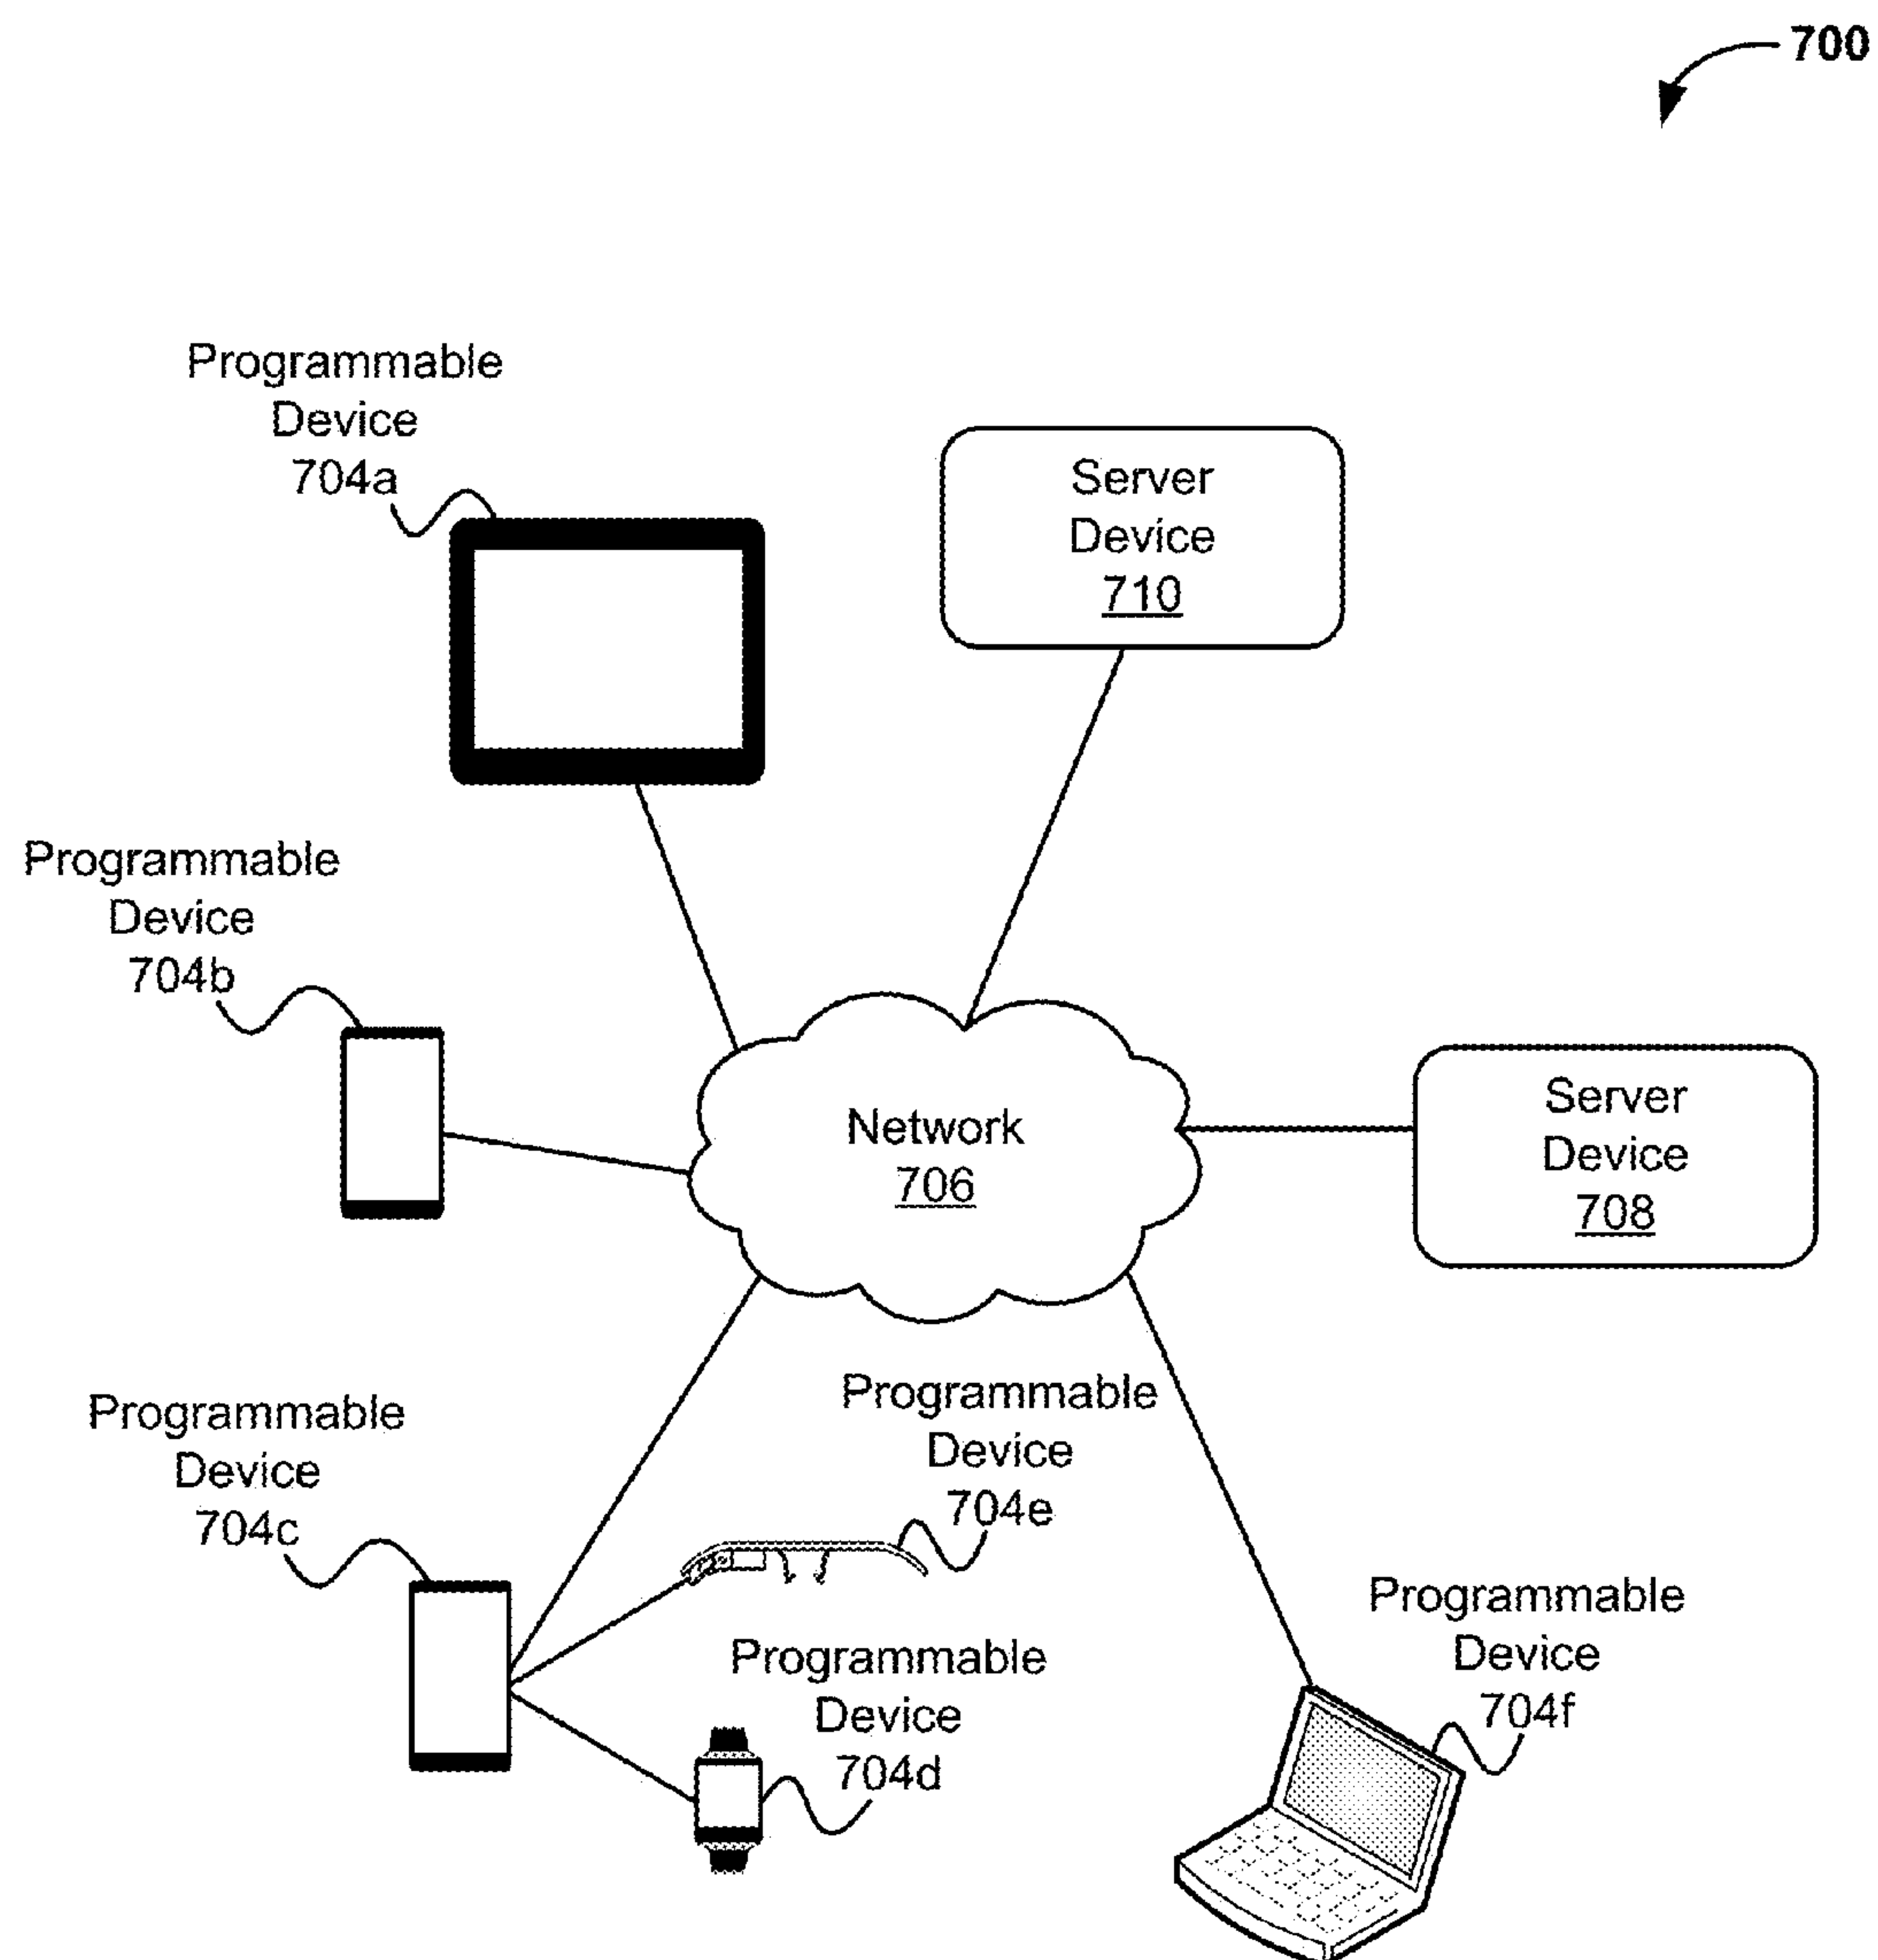 700
Programmable
Device
704a
Server
Device
710
Programmable
Device
704b
Network
706
Server
Device
708
Programmable
Device
704c
Programmable
Device
704e
Programmable
Device
704d
Programmable
Device
704f